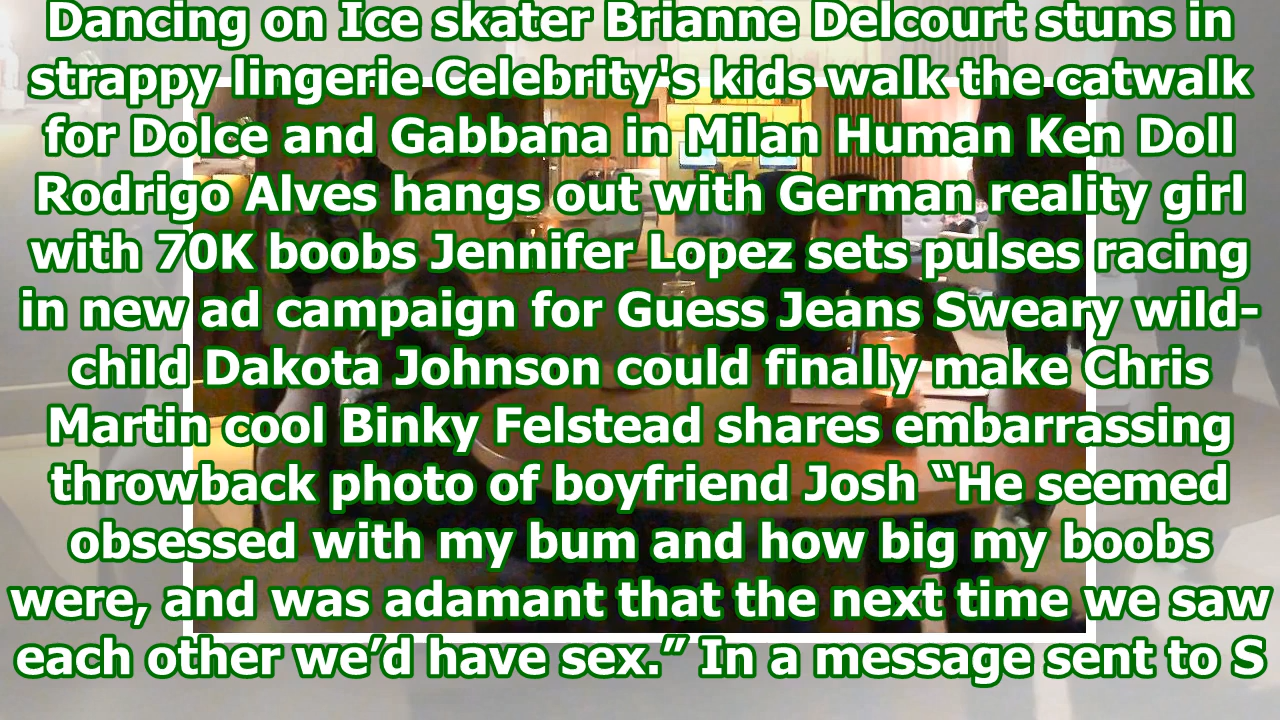 Dancing on Ice skater Brianne Delcourt stuns in
strappy lingerie Celebrity's kids walk the catwalk
for Dolce and Gabbana in Milan Human Ken Doll
Rodrigo Alves hangs out with German reality girl
with 70K boobs Jennifer Lopez sets pulses racing
in new ad campaign for Guess Jeans Sweary wild-
child Dakota Johnson could finally make Chris
Martin cool Binky Felstead shares embarrassing
throwback photo of boyfriend Josh “He seemed
obsessed with my bum and how big my boobs
were, and was adamant that the next time we saw
each other we’d have sex.” In a message sent to S